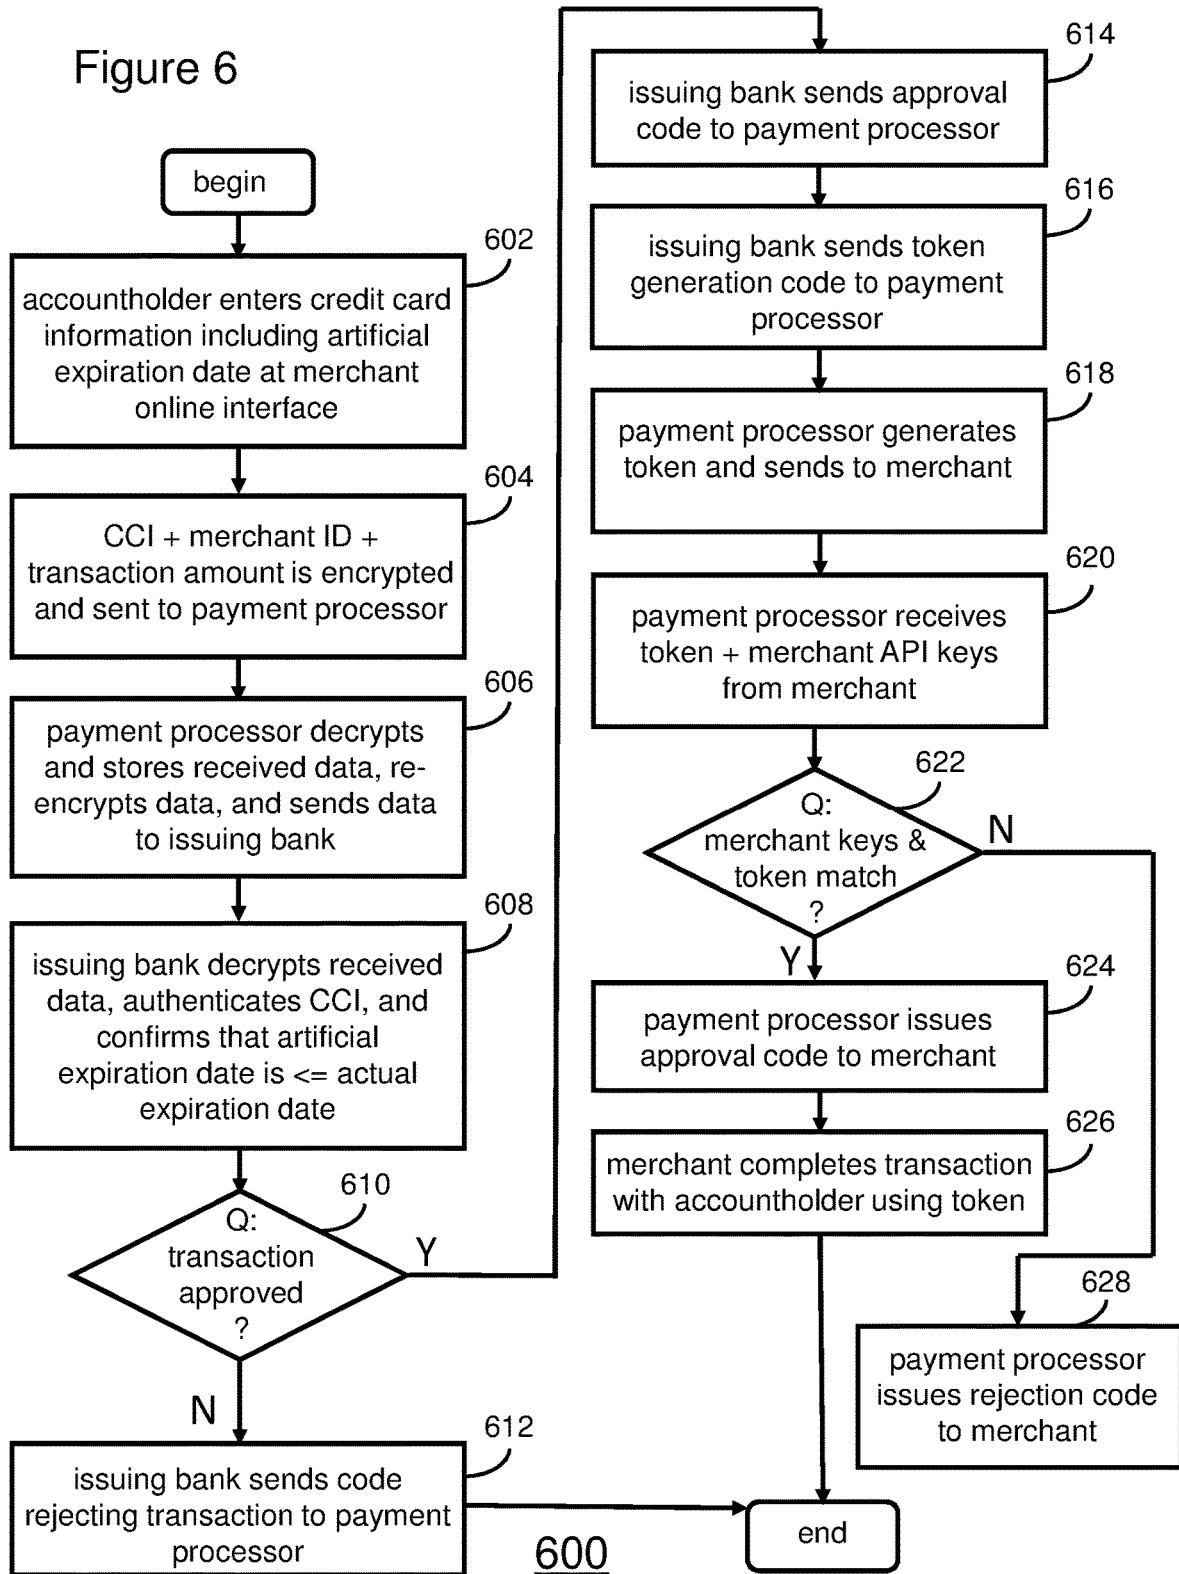 Figure 6
begin
602
accountholder enters credit card
information including artificial
expiration date at merchant
online interface
604
CCI + merchant ID +
transaction amount is encrypted
and sent to payment processor
606
payment processor decrypts
and stores received data, re-
encrypts data, and sends data
to issuing bank
608
issuing bank decrypts received
data, authenticates CCI, and
confirms that artificial
expiration date is <= actual
expiration date
610
Q:
transaction
approved
?
Y
N
612
issuing bank sends code
rejecting transaction to payment
processor
614
issuing bank sends approval
code to payment processor
616
issuing bank sends token
generation code to payment
processor
618
payment processor generates
token and sends to merchant
620
payment processor receives
token + merchant API keys
from merchant
622
Q:
merchant keys &
token match
?
N
Y
624
payment processor issues
approval code to merchant
626
merchant completes transaction
with accountholder using token
628
payment processor
issues rejection code
to merchant
end
600